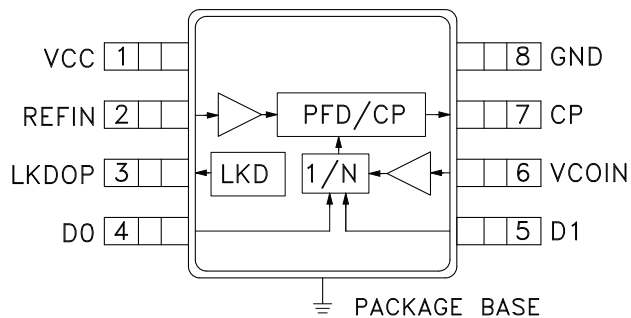 VCC 1 8 GND
REFIN 2 PFD/CP 7 CP
LKDOP 3 LKD 1/N 6 VCOIN
D0 4 5 D1
PACKAGE BASE